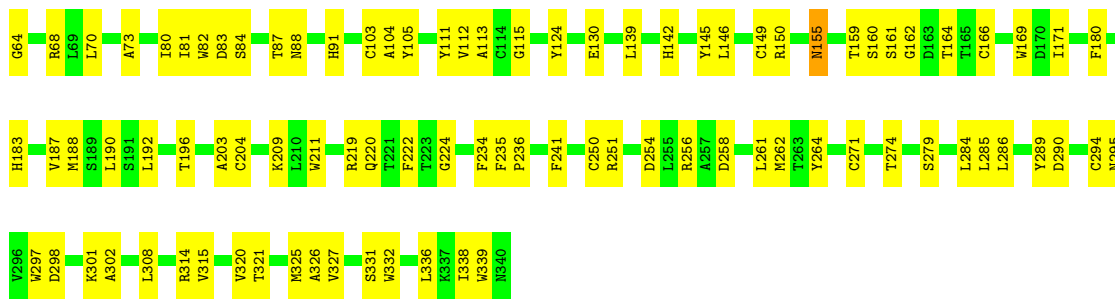 G64 R68 L69 L70 A73 I80 I81 W82 D83 S84 T87 N88 H91 C103 A104 Y105 Y111 V112 A113 C114 G115 Y124 E130 L139 H142 Y145 L146 C149 R150 N155 T159 S160 S161 G162 D163 T164 T165 C166 W169 D170 I171 F180
H183 V187 M188 S189 L190 S191 L192 T196 A203 C204 K209 L210 W211 R219 Q220 T221 F222 T223 G224 F234 F235 P236 F241 C250 R251 D254 L255 R256 A257 D258 L261 M262 T263 Y264 C271 T274 S279 L284 L285 L286 Y289 D290 C294
V296 W297 D298 K301 A302 L308 R314 V315 V320 T321 M325 A326 V327 S331 W332 L336 K337 I338 W339 N340